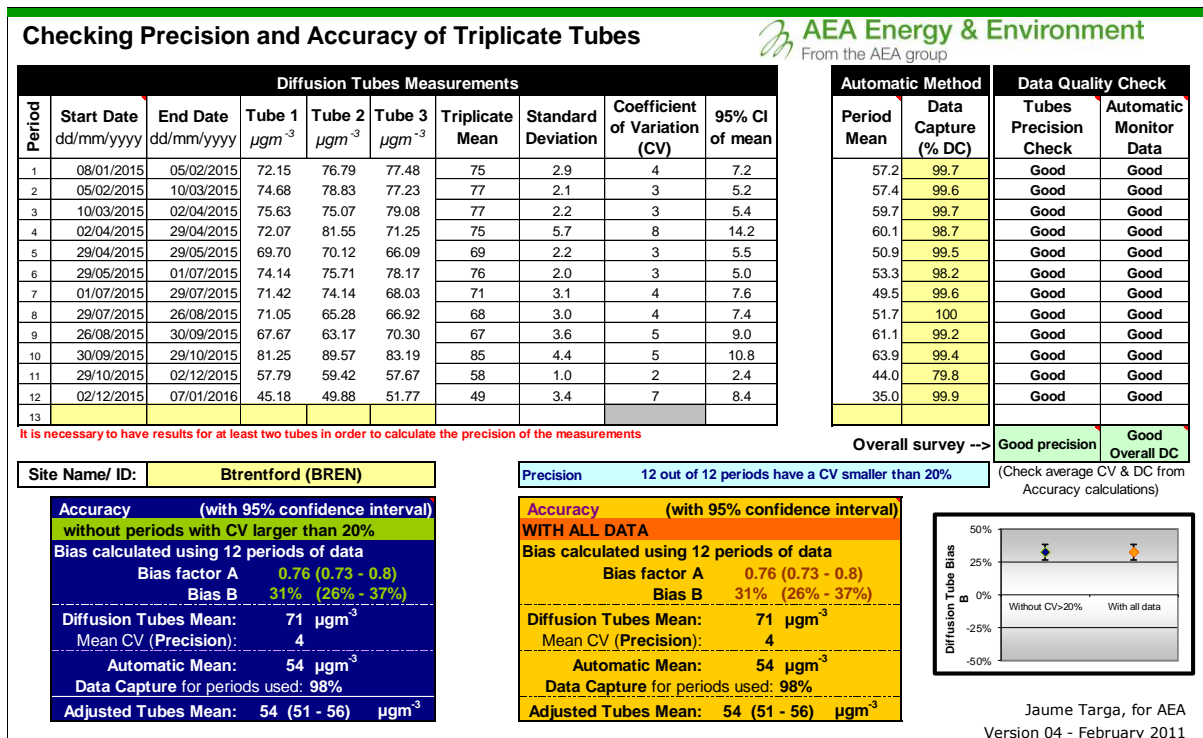 Checking Precision and Accuracy of Triplicate Tubes
AEA Energy & Environment
From the AEA group
Diffusion Tubes Measurements
Period Start Date dd/mm/yyyy End Date dd/mm/yyyy Tube 1 µgm-3 Tube 2 µgm-3 Tube 3 µgm-3 Triplicate Mean Standard Deviation Coefficient of Variation (CV) 95% CI of mean
Automatic Method
Period Mean Data Capture (% DC)
Data Quality Check
Tubes Precision Check Automatic Monitor Data
1 08/01/2015 05/02/2015 72.15 76.79 77.48 75 2.9 4 7.2 57.2 99.7 Good Good
2 05/02/2015 10/03/2015 74.68 78.83 77.23 77 2.1 3 5.2 57.4 99.6 Good Good
3 10/03/2015 02/04/2015 75.63 75.07 79.08 77 2.2 3 5.4 59.7 99.7 Good Good
4 02/04/2015 29/04/2015 72.07 81.55 71.25 75 5.7 8 14.2 60.1 98.7 Good Good
5 29/04/2015 29/05/2015 69.70 70.12 66.09 69 2.2 3 5.5 50.9 99.5 Good Good
6 29/05/2015 01/07/2015 74.14 75.71 78.17 76 2.0 3 5.0 53.3 98.2 Good Good
7 01/07/2015 29/07/2015 71.42 74.14 68.03 71 3.1 4 7.6 49.5 99.6 Good Good
8 29/07/2015 26/08/2015 71.05 65.28 66.92 68 3.0 4 7.4 51.7 100 Good Good
9 26/08/2015 30/09/2015 67.67 63.17 70.30 67 3.6 5 9.0 61.1 99.2 Good Good
10 30/09/2015 29/10/2015 81.25 89.57 83.19 85 4.4 5 10.8 63.9 99.4 Good Good
11 29/10/2015 02/12/2015 57.79 59.42 57.67 58 1.0 2 2.4 44.0 79.8 Good Good
12 02/12/2015 07/01/2016 45.18 49.88 51.77 49 3.4 7 8.4 35.0 99.9 Good Good
13
It is necessary to have results for at least two tubes in order to calculate the precision of the measurements
Overall survey --> Good precision Good Overall DC
(Check average CV & DC from Accuracy calculations)
Site Name/ ID: Btrentford (BREN)
Precision 12 out of 12 periods have a CV smaller than 20%
Accuracy (with 95% confidence interval)
without periods with CV larger than 20%
Bias calculated using 12 periods of data
Bias factor A 0.76 (0.73 - 0.8)
Bias B 31% (26% - 37%)
Diffusion Tubes Mean: 71 µgm-3
Mean CV (Precision): 4
Automatic Mean: 54 µgm-3
Data Capture for periods used: 98%
Adjusted Tubes Mean: 54 (51 - 56) µgm-3
Accuracy (with 95% confidence interval)
WITH ALL DATA
Bias calculated using 12 periods of data
Bias factor A 0.76 (0.73 - 0.8)
Bias B 31% (26% - 37%)
Diffusion Tubes Mean: 71 µgm-3
Mean CV (Precision): 4
Automatic Mean: 54 µgm-3
Data Capture for periods used: 98%
Adjusted Tubes Mean: 54 (51 - 56) µgm-3
Diffusion Tube Bias B
50%
25%
0%
-25%
-50%
Without CV>20% With all data
Jaume Targa, for AEA
Version 04 - February 2011